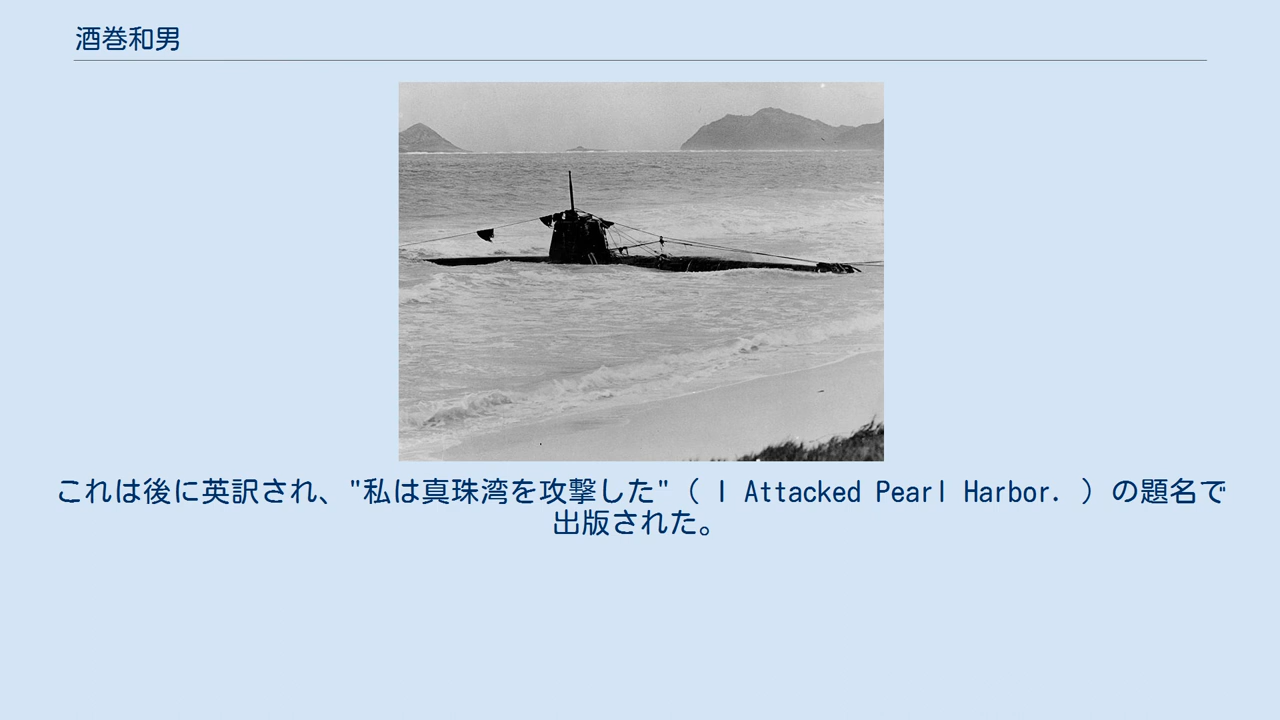 酒巻和男
これは後に英訳され、"私は真珠湾を攻撃した"（ I Attacked Pearl Harbor. ）の題名で
出版された。